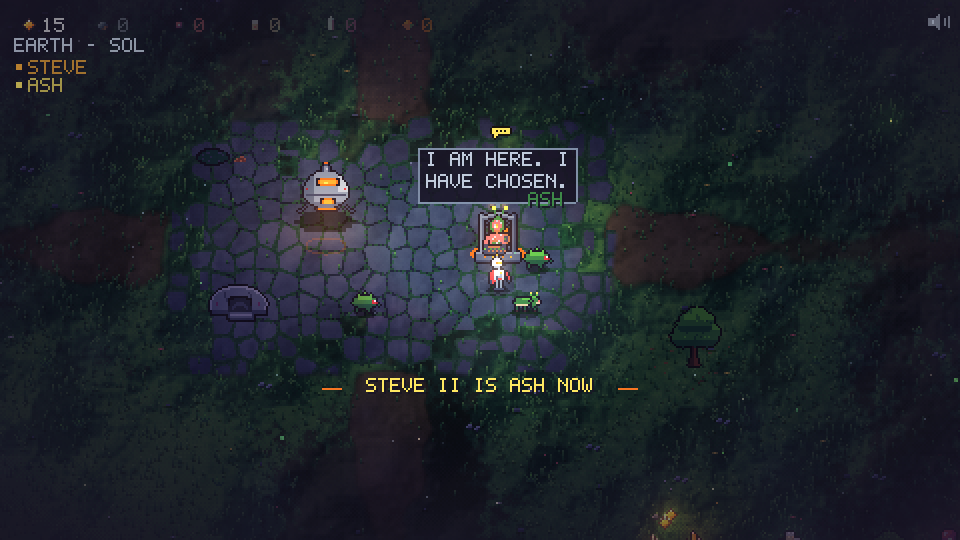 15 0 0 0 0 0
EARTH - SOL
STEVE
ASH
I AM HERE. I
HAVE CHOSEN.
ASH
STEVE II IS ASH NOW